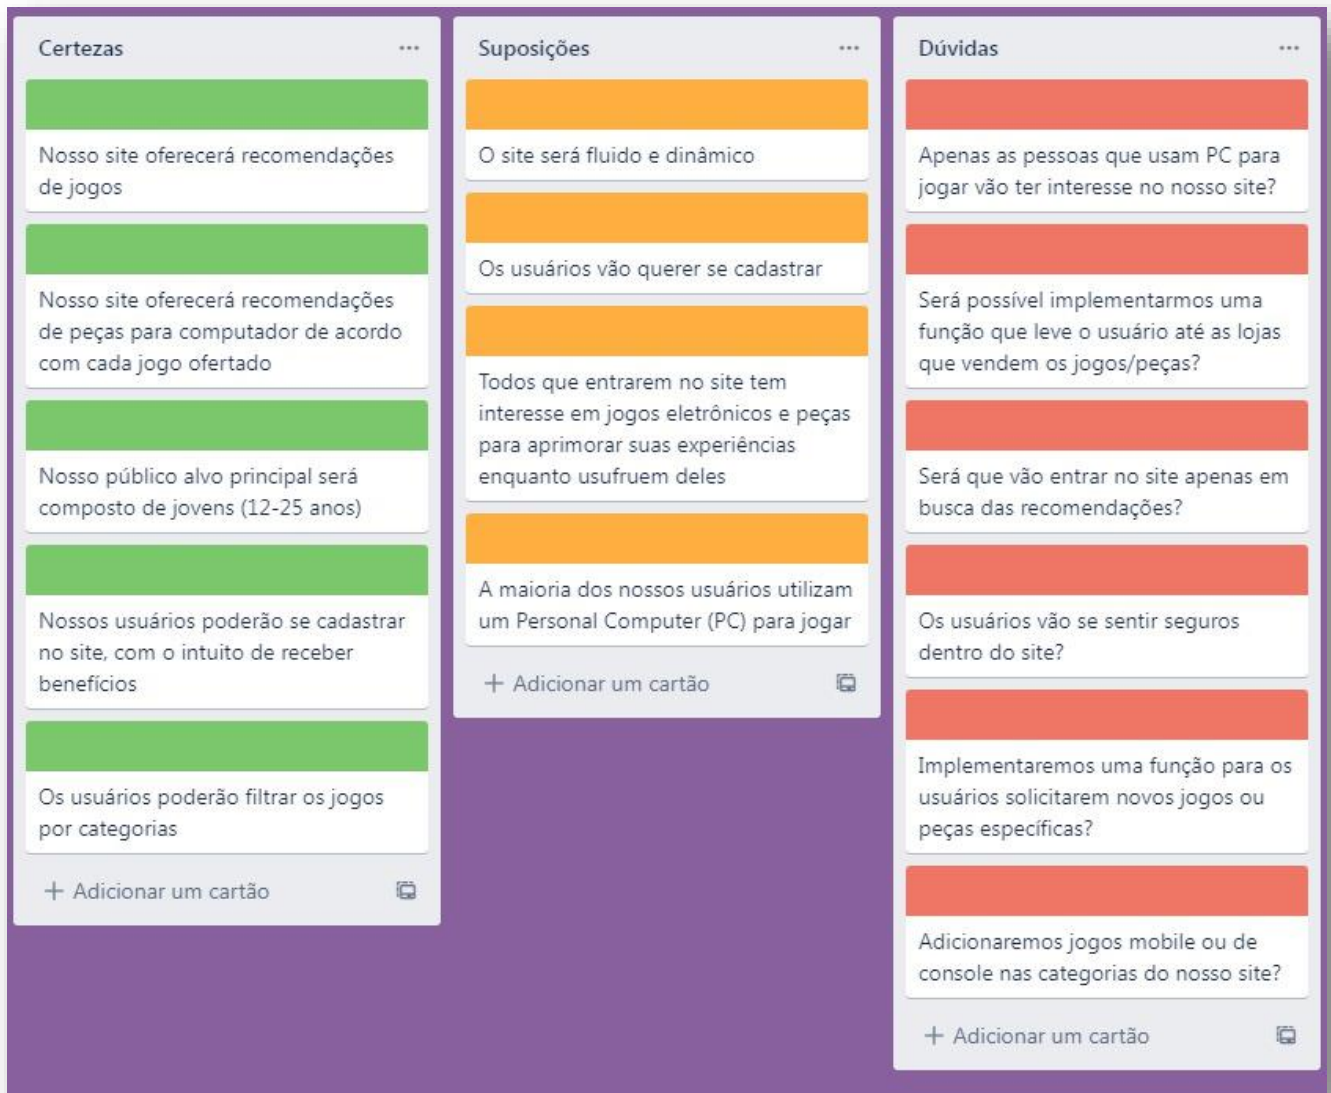 Certezas
Nosso site oferecerá recomendações
de jogos
Nosso site oferecerá recomendações
de peças para computador de acordo
com cada jogo ofertado
Nosso público alvo principal será
composto de jovens (12-25 anos)
Nossos usuários poderão se cadastrar
no site, com o intuito de receber
benefícios
Os usuários poderão filtrar os jogos
por categorias
+ Adicionar um cartão
Suposições
O site será fluido e dinâmico
Os usuários vão querer se cadastrar
Todos que entrarem no site tem
interesse em jogos eletrônicos e peças
para aprimorar suas experiências
enquanto usufruem deles
A maioria dos nossos usuários utilizam
um Personal Computer (PC) para jogar
+ Adicionar um cartão
Dúvidas
Apenas as pessoas que usam PC para
jogar vão ter interesse no nosso site?
Será possível implementarmos uma
função que leve o usuário até as lojas
que vendem os jogos/peças?
Será que vão entrar no site apenas em
busca das recomendações?
Os usuários vão se sentir seguros
dentro do site?
Implementaremos uma função para os
usuários solicitarem novos jogos ou
peças específicas?
Adicionaremos jogos mobile ou de
console nas categorias do nosso site?
+ Adicionar um cartão